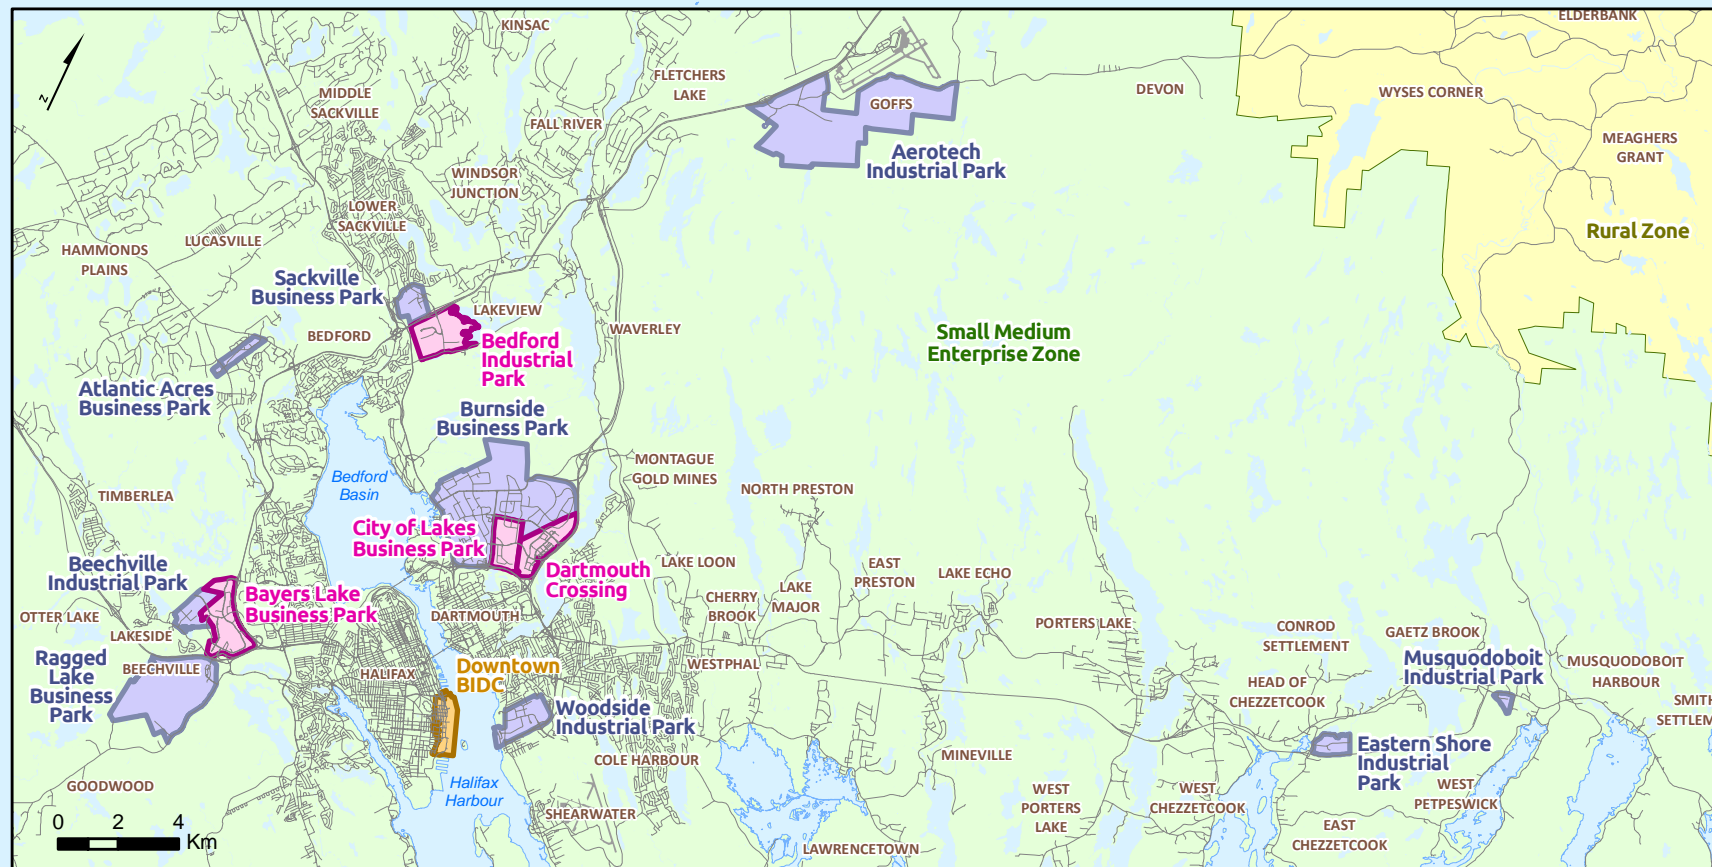 KINSAC
ELDERBANK
FLETCHERS
LAKE
MIDDLE
SACKVILLE
DEVON
WYSES CORNER
GOFFS
FALL RIVER
MEAGHERS
GRANT
Aerotech
Industrial Park
WINDSOR
JUNCTION
LOWER
SACKVILLE
LUCASVILLE
HAMMONDS
PLAINS
Rural Zone
Sackville
Business Park
LAKEVIEW
BEDFORD
WAVERLEY
Small Medium
Enterprise Zone
Bedford
Industrial
Park
Atlantic Acres
Business Park
Burnside
Business Park
MONTAGUE
GOLD MINES
Bedford
Basin
TIMBERLEA
NORTH PRESTON
City of Lakes
Business Park
Dartmouth
Crossing
Beechville
Industrial Park
Bayers Lake
Business Park
LAKE LOON
EAST
PRESTON
LAKE ECHO
LAKE
MAJOR
CHERRY
BROOK
OTTER LAKE
LAKESIDE
DARTMOUTH
PORTERS LAKE
CONROD
SETTLEMENT
GAETZ BROOK
Ragged
Lake
Business
Park
BEECHVILLE
HALIFAX
Downtown
BIDC
WESTPHAL
Musquodoboit
Industrial Park
MUSQUODOBOIT
HARBOUR
HEAD OF
CHEZZETCOOK
SMITH
SETTLEM
Woodside
Industrial Park
Eastern Shore
Industrial
Park
COLE HARBOUR
MINEVILLE
GOODWOOD
Halifax
Harbour
WEST
PORTERS
LAKE
WEST
CHEZZETCOOK
WEST
PETPESWICK
SHEARWATER
EAST
CHEZZETCOOK
LAWRENCETOWN
0 2 4
Km
N